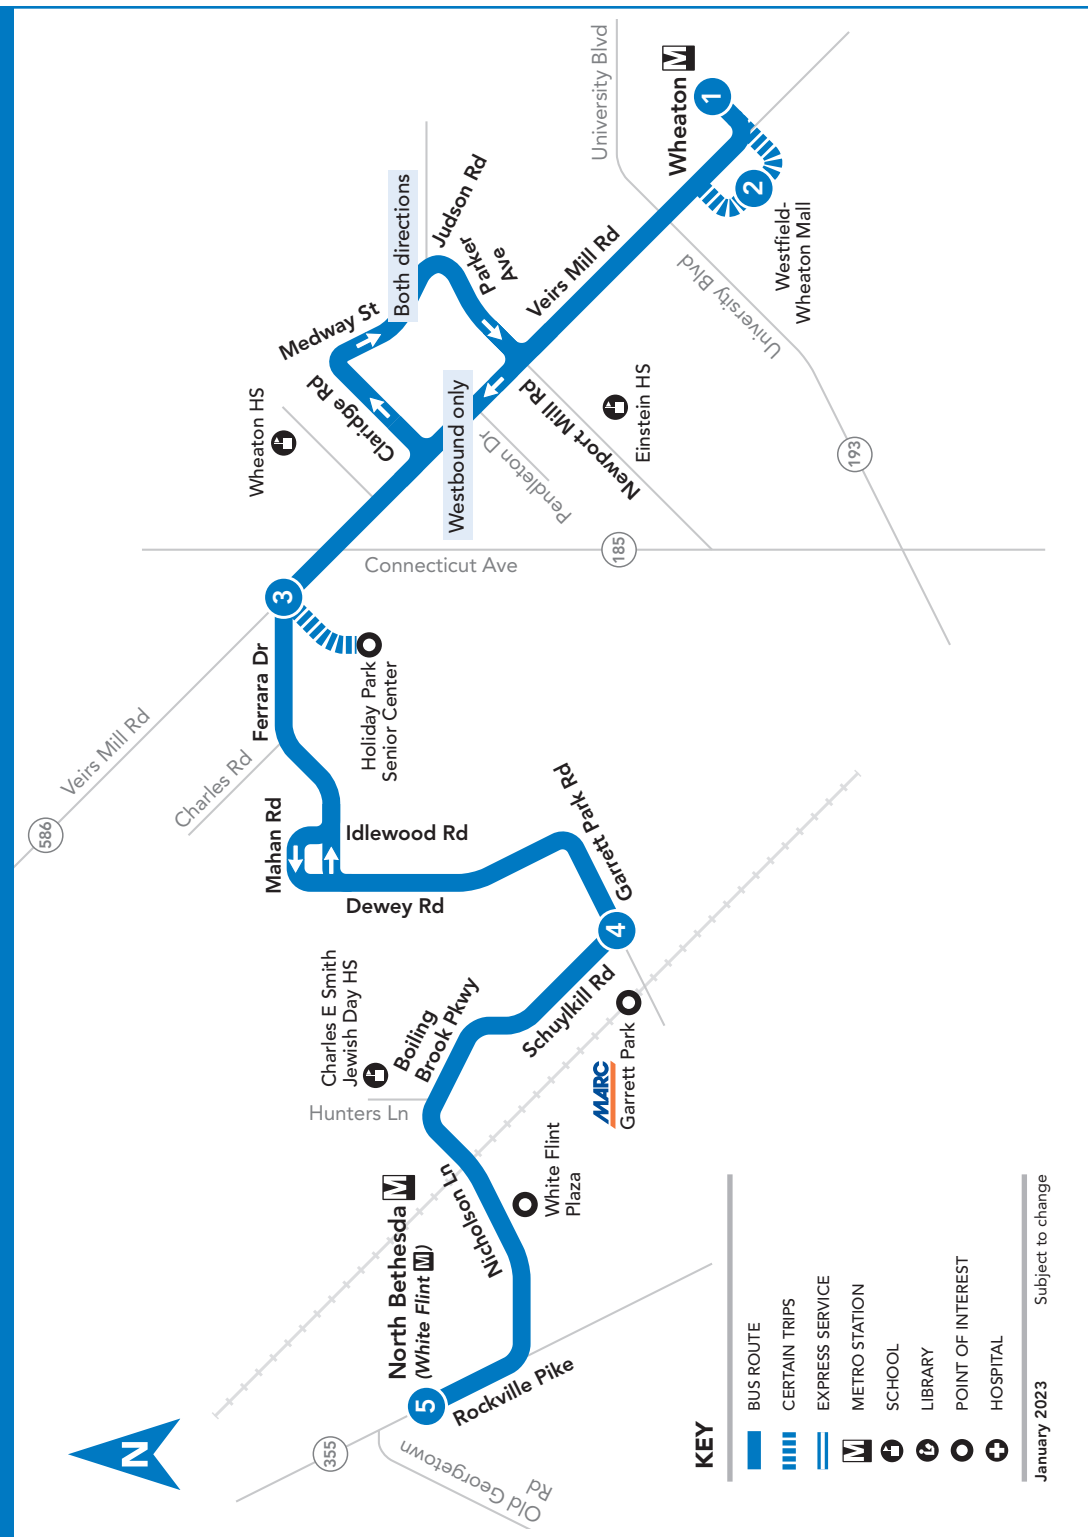 N
355
Old Georgetown
Rd
5
Rockville Pike
North Bethesda M
(White Flint M)
Nicholson Ln
White Flint
Plaza
Hunters Ln
Charles E Smith
Jewish Day HS
Boiling
Brook Pkwy
Schuylkill Rd
MARC
Garrett Park
4
Garrett Park Rd
Dewey Rd
Mahan Rd
Idlewood Rd
586
Veirs Mill Rd
Charles Rd
Ferrara Dr
3
Holiday Park
Senior Center
Connecticut Ave
185
Wheaton HS
Claridge Rd
Medway St
Both directions
Westbound only
Judson Rd
Parker
Ave
Pendleton Dr
Newport Mill Rd
Einstein HS
Veirs Mill Rd
University Blvd
University Blvd
193
Wheaton M
1
2
Westfield-
Wheaton Mall
KEY
BUS ROUTE
CERTAIN TRIPS
EXPRESS SERVICE
M METRO STATION
SCHOOL
LIBRARY
POINT OF INTEREST
HOSPITAL
January 2023
Subject to change